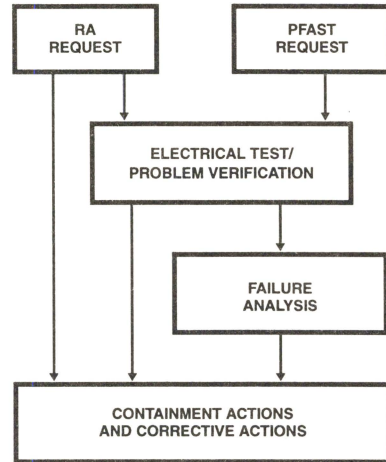 RA
REQUEST
PFAST
REQUEST
ELECTRICAL TEST/
PROBLEM VERIFICATION
FAILURE
ANALYSIS
CONTAINMENT ACTIONS
AND CORRECTIVE ACTIONS